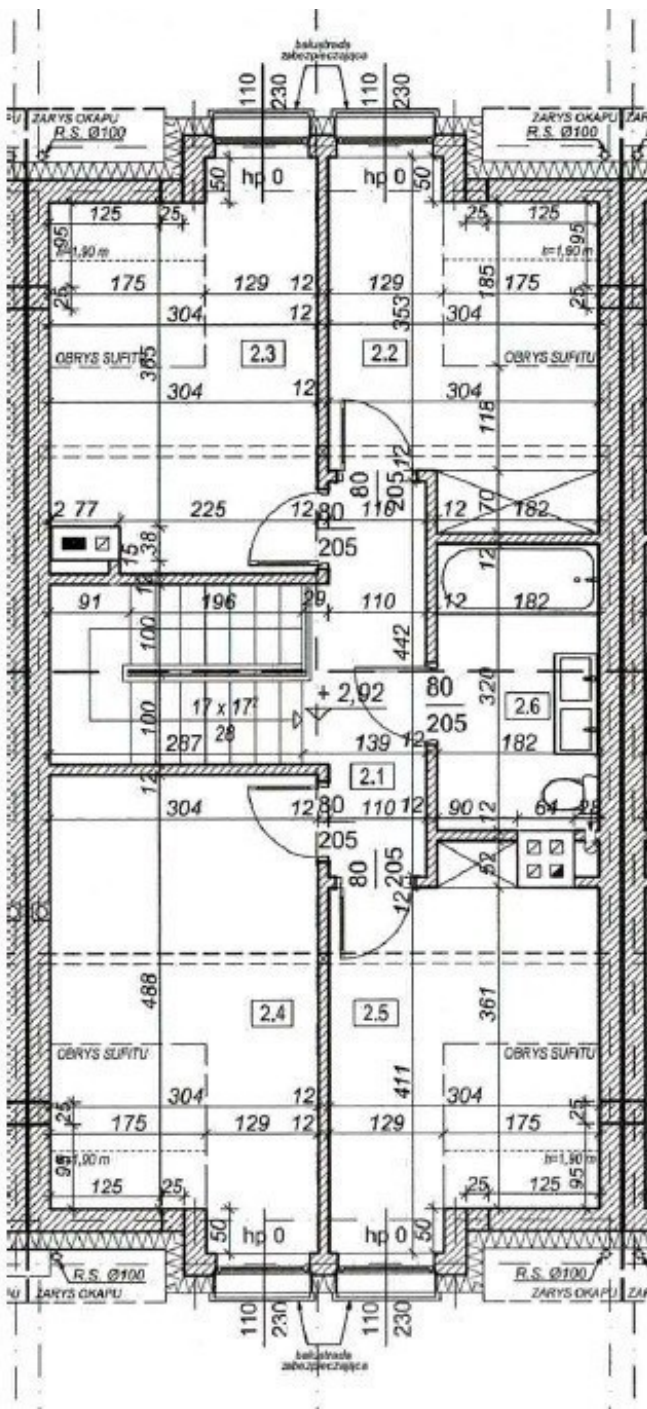 balustrada
zabezpieczająca
110 230 110 230
ZARYS OKAPU ZARYS OKAPU
R.S. Ø100 R.S. Ø100
50 hp 0 hp 0 50
125 25 25 125
95 95
h=1,90 m h=1,90 m
185
175 129 12 129 175
25 353 25
304 12 304
OBRYS SUFITU 2.3 2.2 OBRYS SUFITU
385
304 12 304
118
80 205 12
2 77 225 12 116 12 70 182
80
205
15 38
12 12
91 196 29 110 12 182
100 442
+ 2,92 80
205
320
2.6
100 17 x 17²
28
287 139 12 182
12 2.1
304 12 80 110 12 90 12 64 28
205
80 205 52
12
488 2.4 2.5 361
OBRYS SUFITU OBRYS SUFITU
411
304 12 304
25 25
175 129 12 129 175
95 h=1,90 m h=1,90 m 95
125 25 25 125
50 hp 0 hp 0 50
R.S. Ø100 R.S. Ø100
ZARYS OKAPU ZARYS OKAPU
110 230 110 230
balustrada
zabezpieczająca